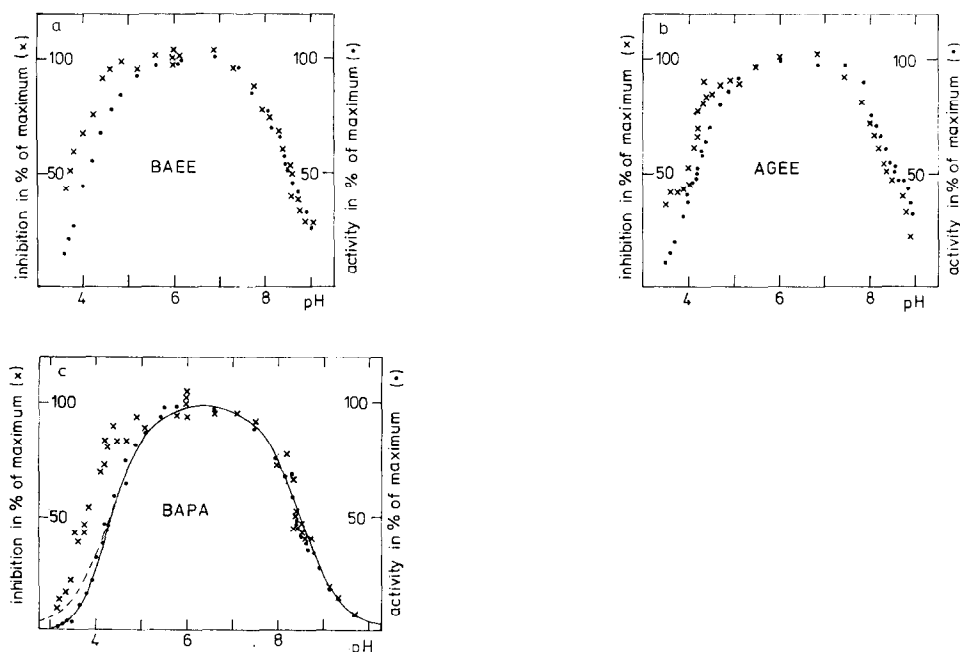 a
inhibition in % of maximum (x)
100
50
BAEE
100
50
activity in % of maximum (•)
4 6 8 pH
b
inhibition in % of maximum (x)
100
50
AGEE
100
50
activity in % of maximum (•)
4 6 8 pH
c
inhibition in % of maximum (x)
100
50
BAPA
100
50
activity in % of maximum (•)
4 6 8 pH